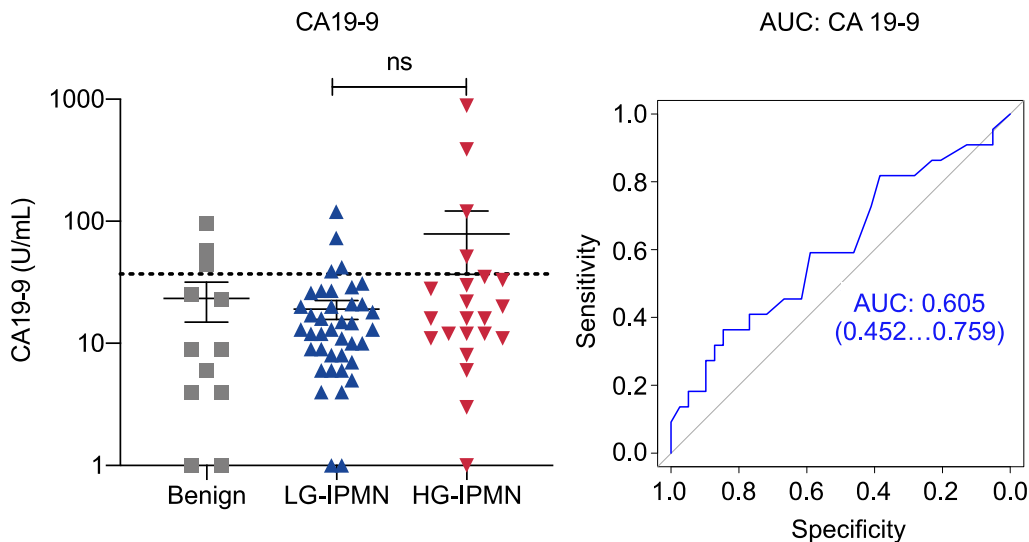 CA19-9
ns
CA19-9 (U/mL)
1000
100
10
1
Benign
LG-IPMN
HG-IPMN
AUC: CA 19-9
Sensitivity
1.0
0.8
0.6
0.4
0.2
0.0
AUC: 0.605
(0.452…0.759)
1.0 0.8 0.6 0.4 0.2 0.0
Specificity